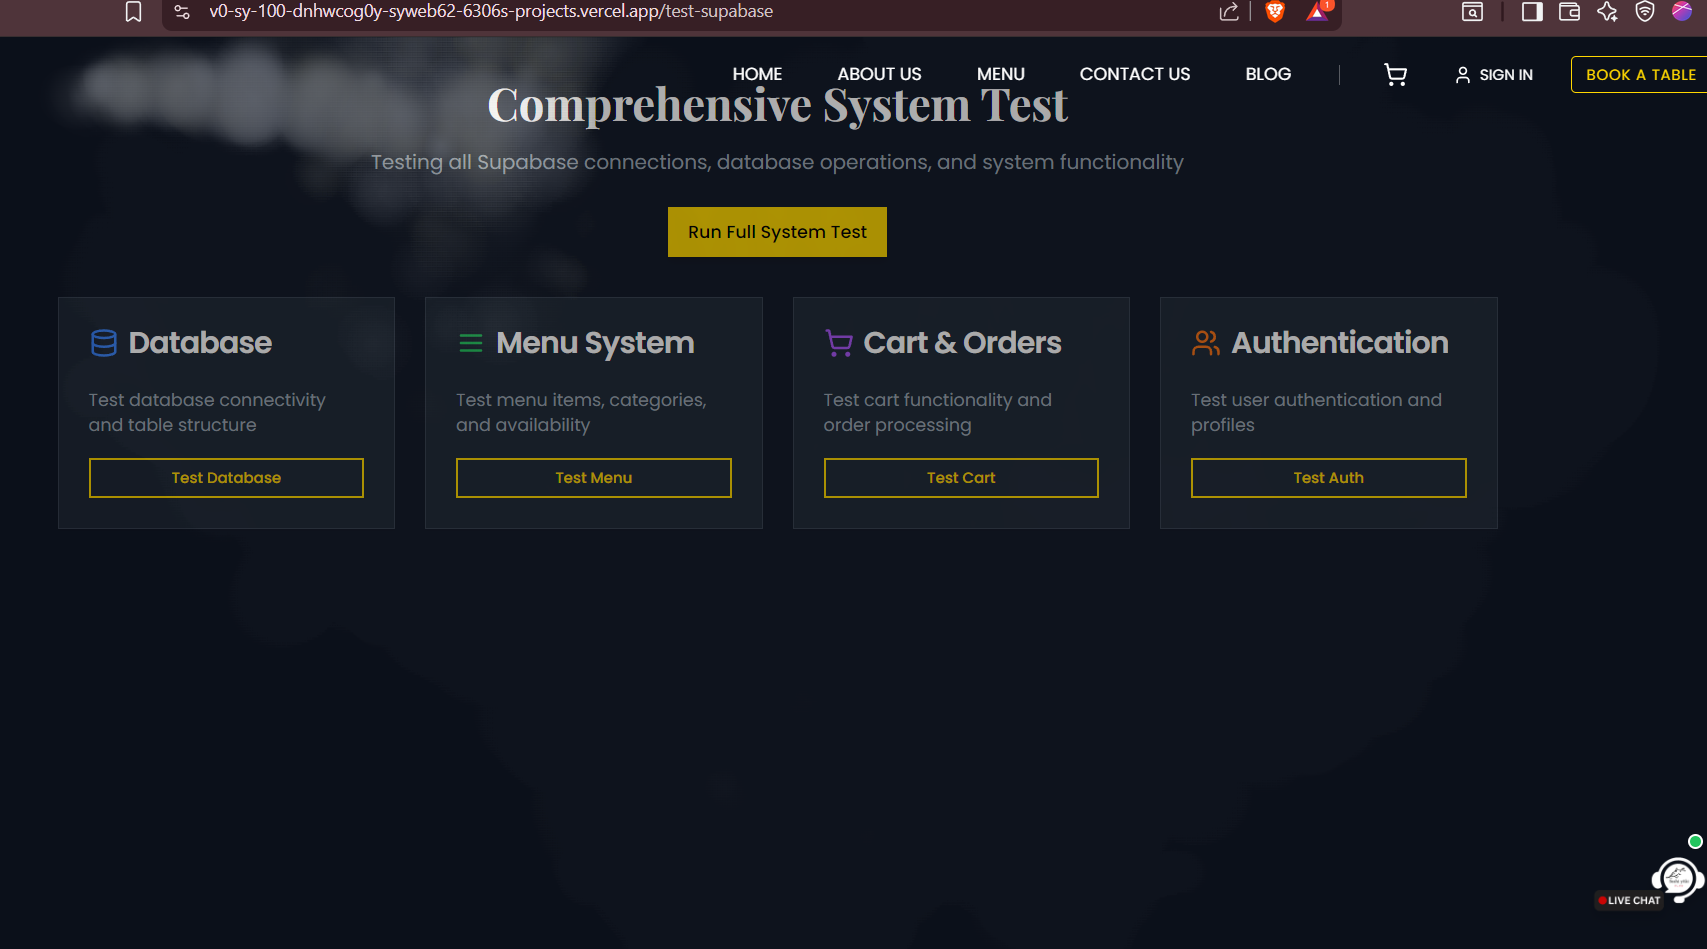 v0-sy-100-dnhwcog0y-syweb62-6306s-projects.vercel.app/test-supabase
1
HOME
ABOUT US
MENU
CONTACT US
BLOG
SIGN IN
BOOK A TABLE
Comprehensive System Test
Testing all Supabase connections, database operations, and system functionality
Run Full System Test
Database
Test database connectivity
and table structure
Test Database
Menu System
Test menu items, categories,
and availability
Test Menu
Cart & Orders
Test cart functionality and
order processing
Test Cart
Authentication
Test user authentication and
profiles
Test Auth
LIVE CHAT